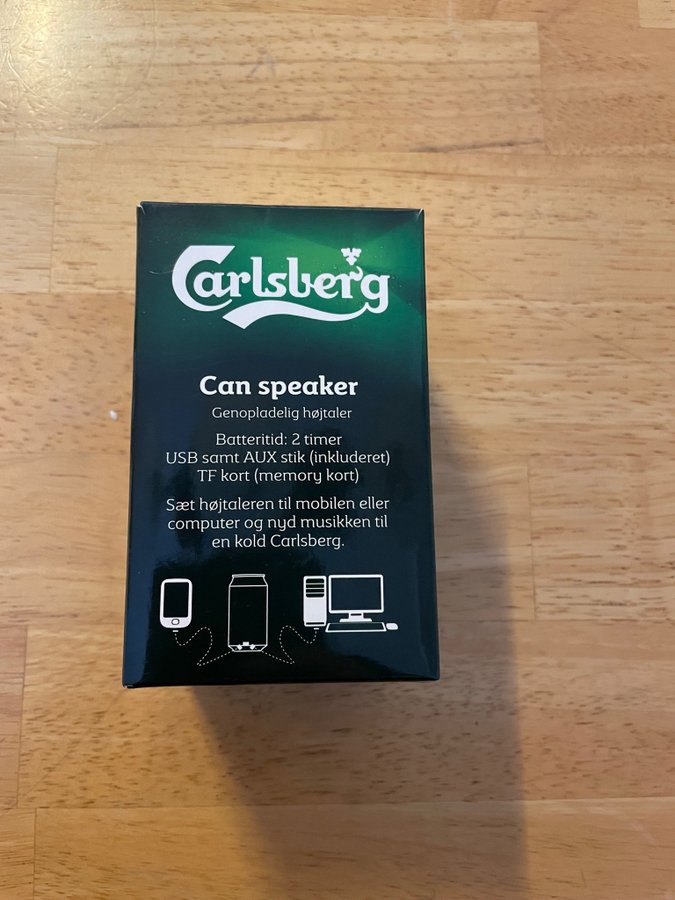 Carlsberg
Can speaker
Genopladelig højtaler
Batteritid: 2 timer
USB samt AUX stik (inkluderet)
TF kort (memory kort)
Sæt højtaleren til mobilen eller
computer og nyd musikken til
en kold Carlsberg.